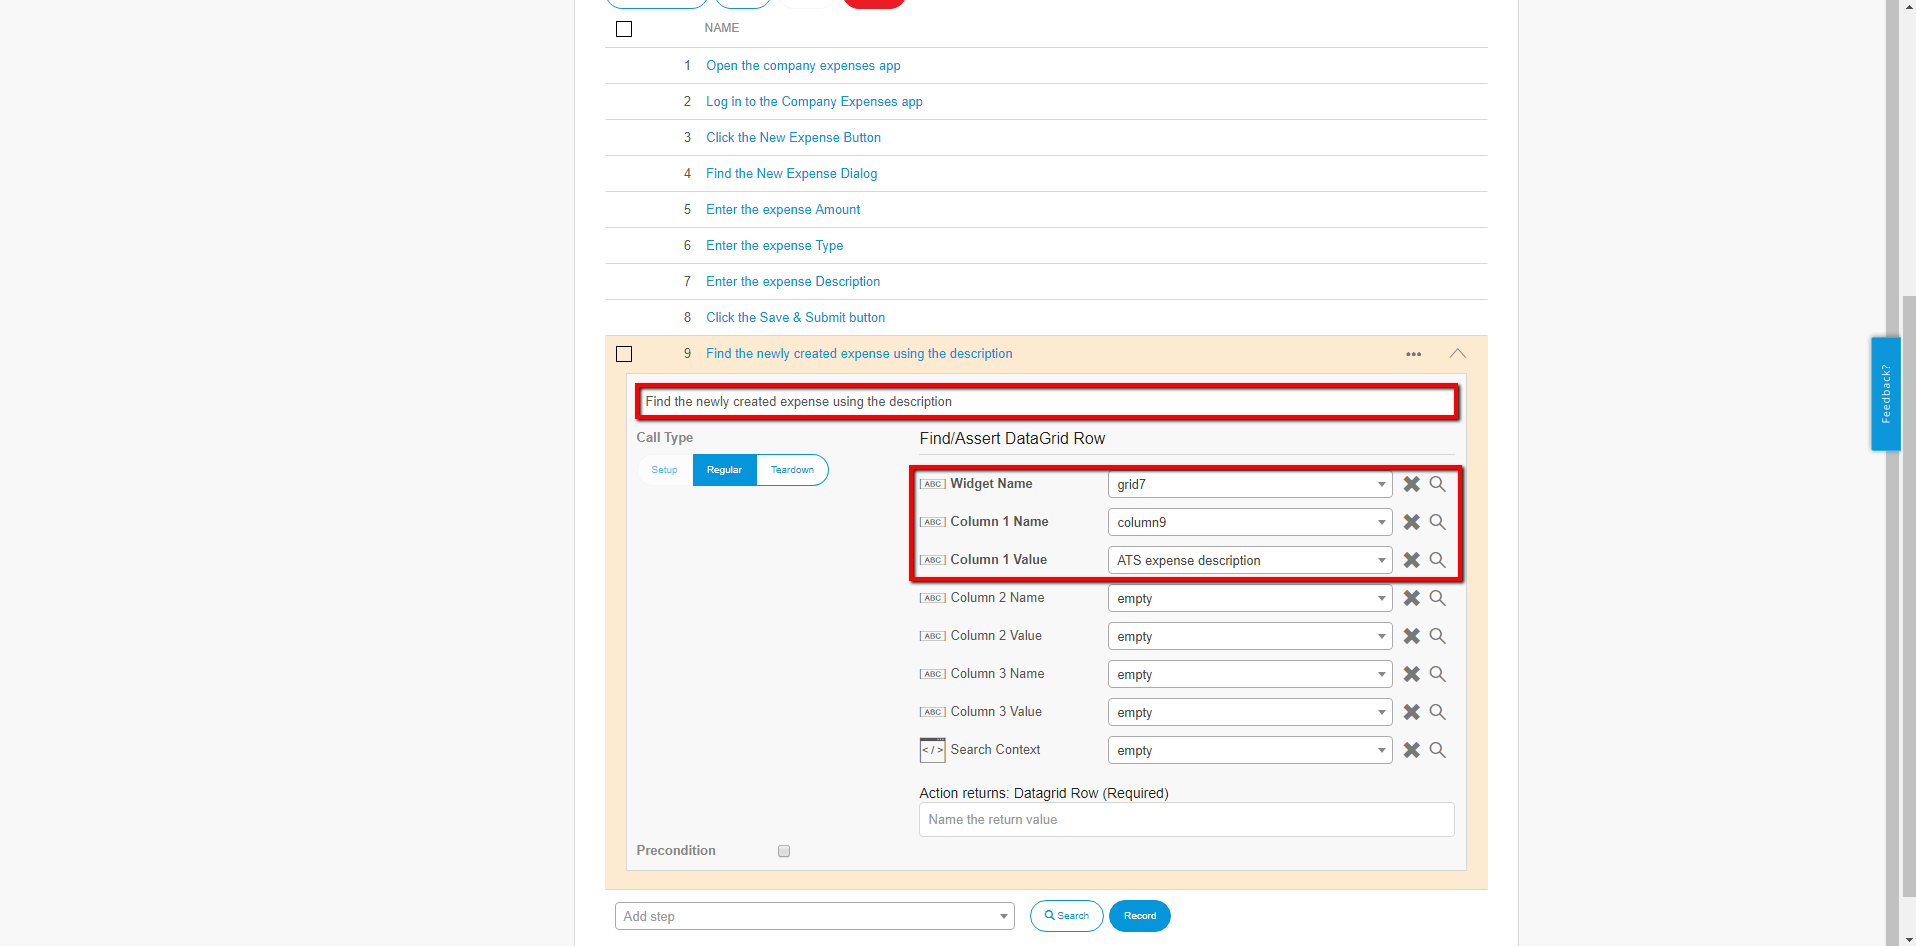 NAME
1 Open the company expenses app
2 Log in to the Company Expenses app
3 Click the New Expense Button
4 Find the New Expense Dialog
5 Enter the expense Amount
6 Enter the expense Type
7 Enter the expense Description
8 Click the Save & Submit button
9 Find the newly created expense using the description
Find the newly created expense using the description
Call Type
Setup Regular Teardown
Find/Assert DataGrid Row
ABC Widget Name grid7
ABC Column 1 Name column9
ABC Column 1 Value ATS expense description
ABC Column 2 Name empty
ABC Column 2 Value empty
ABC Column 3 Name empty
ABC Column 3 Value empty
</> Search Context empty
Action returns: Datagrid Row (Required)
Name the return value
Precondition
Add step Search Record
Feedback?